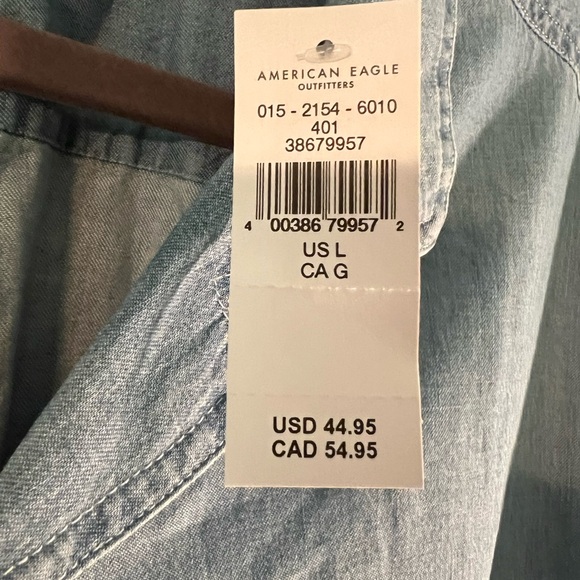 AMERICAN EAGLE
OUTFITTERS
015 - 2154 - 6010
401
38679957
4 00386 79957 2
US L
CA G
USD 44.95
CAD 54.95